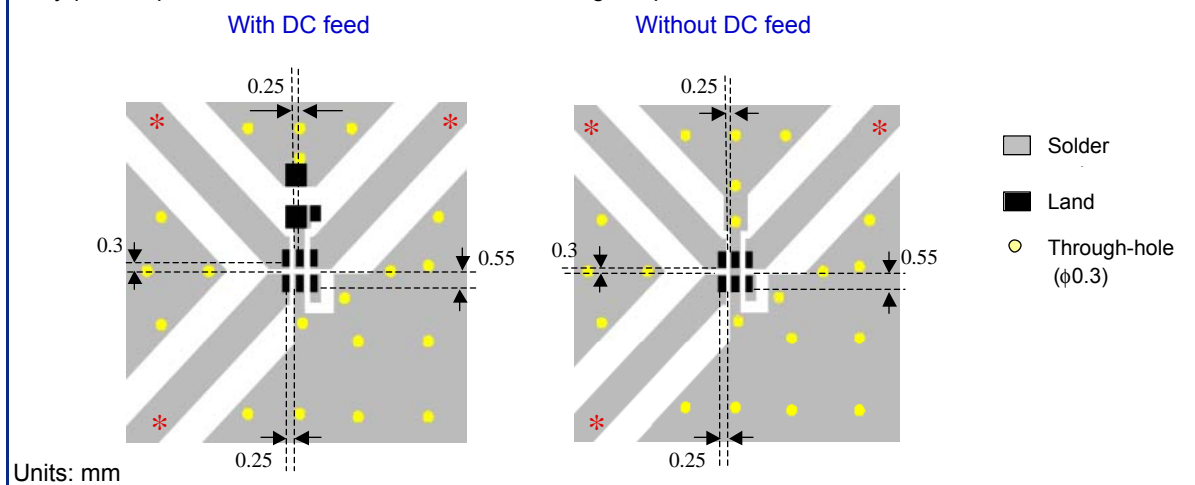 With DC feed
Without DC feed
0.25
0.25
*
*
*
*
Solder
Land
0.3
0.55
0.3
0.55
Through-hole
(ϕ0.3)
*
*
0.25
0.25
Units: mm